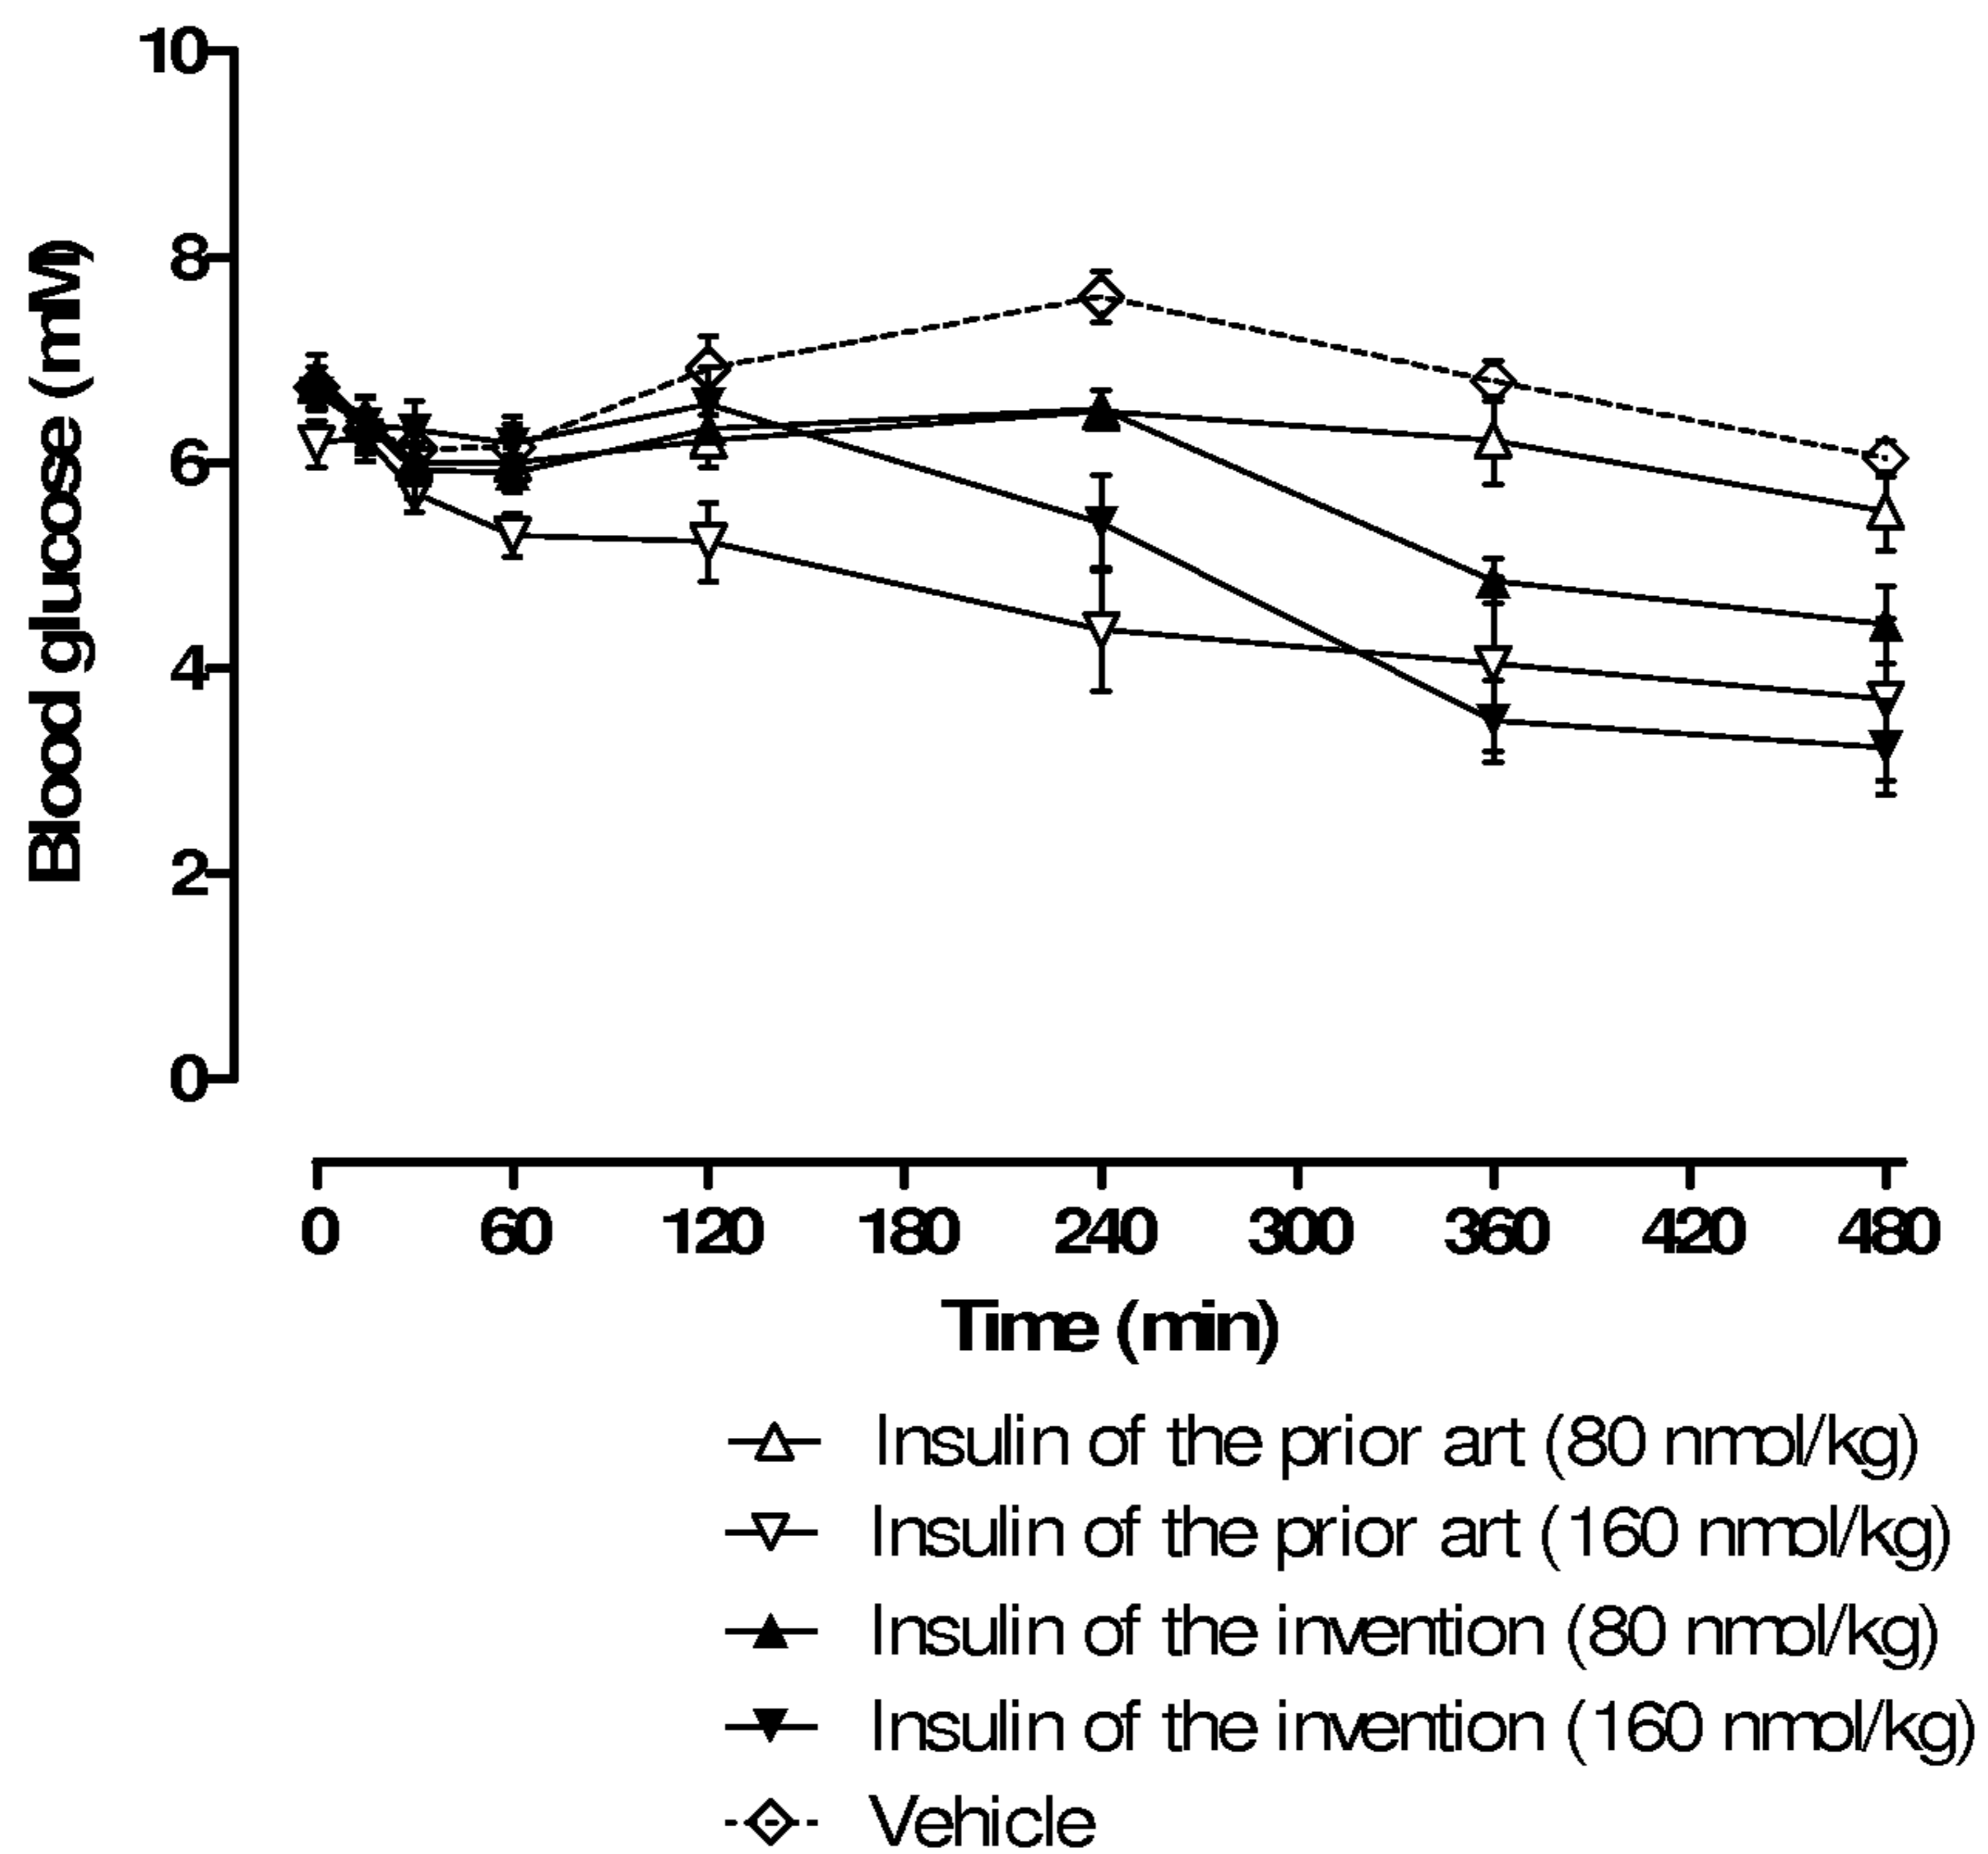 10
8
6
4
2
0
Blood glucose (mM)
0 60 120 180 240 300 360 420 480
Time (min)
Insulin of the prior art (80 nmol/kg)
Insulin of the prior art (160 nmol/kg)
Insulin of the invention (80 nmol/kg)
Insulin of the invention (160 nmol/kg)
Vehicle